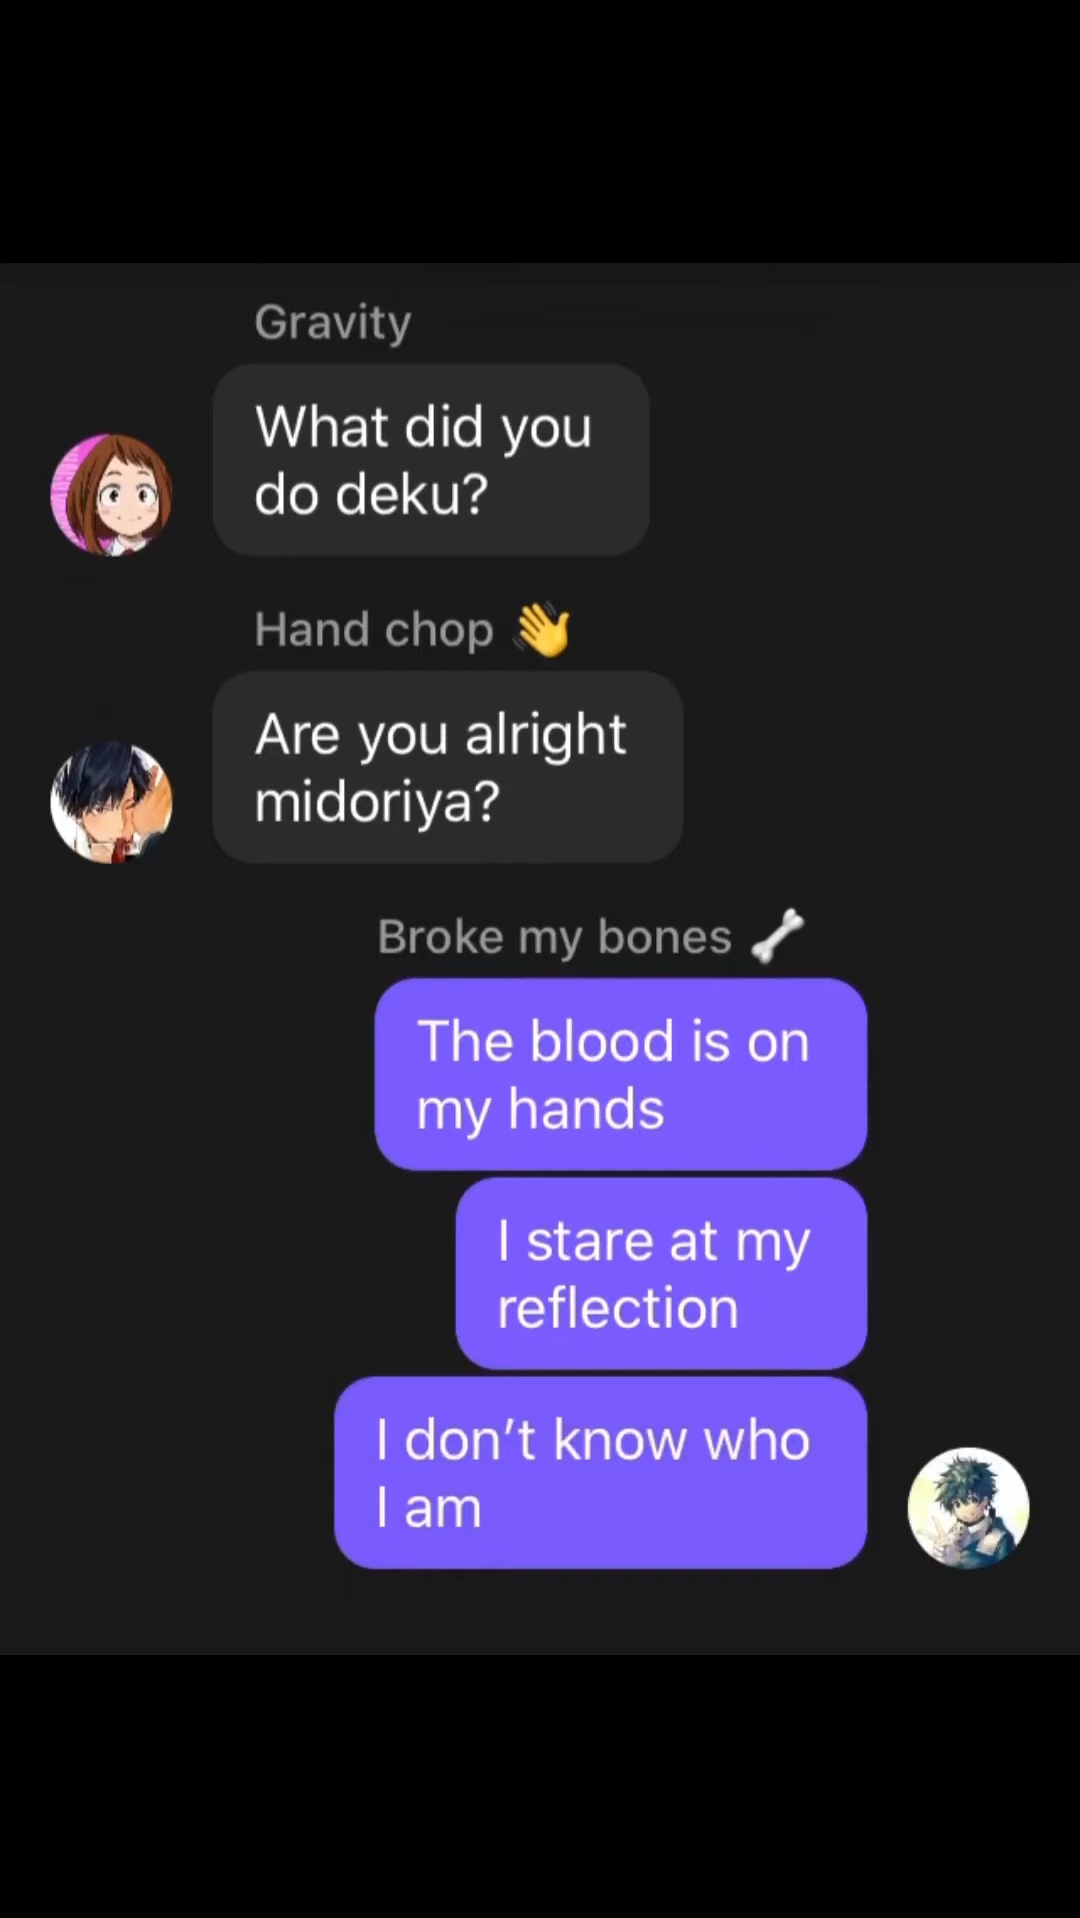 Gravity
What did you
do deku?
Hand chop 👋
Are you alright
midoriya?
Broke my bones 🦴
The blood is on
my hands
I stare at my
reflection
I don’t know who
I am